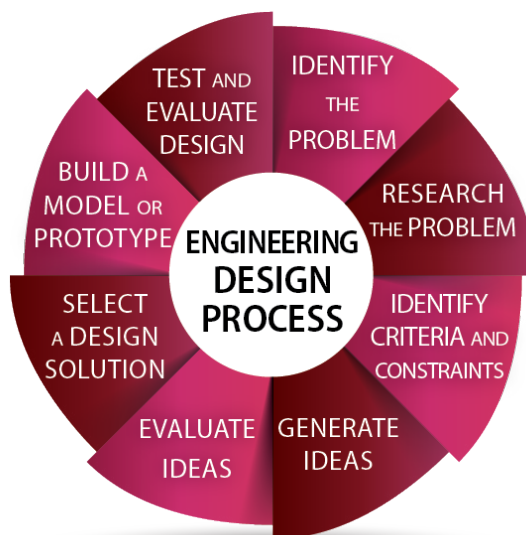 ENGINEERING
DESIGN
PROCESS
IDENTIFY
THE
PROBLEM
RESEARCH
THE PROBLEM
IDENTIFY
CRITERIA AND
CONSTRAINTS
GENERATE
IDEAS
EVALUATE
IDEAS
SELECT
A DESIGN
SOLUTION
BUILD A
MODEL OR
PROTOTYPE
TEST AND
EVALUATE
DESIGN